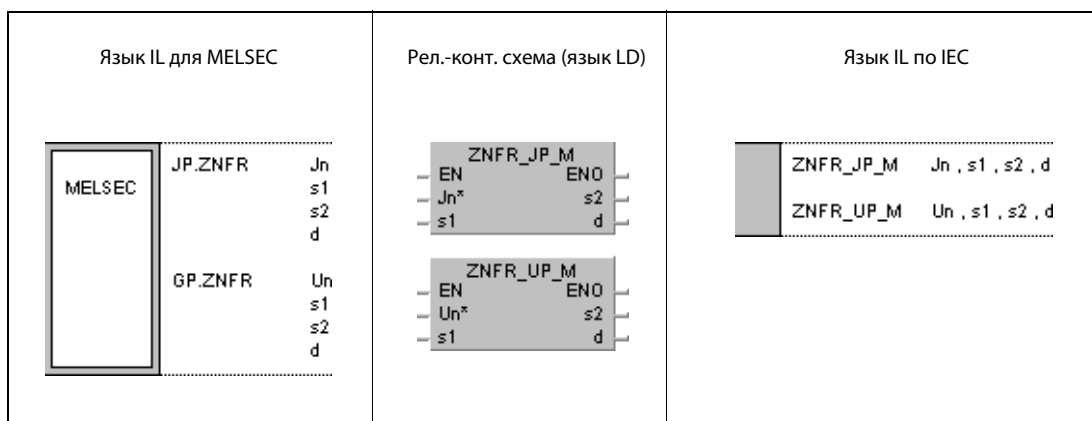 Язык IL для MELSEC
Рел.-конт. схема (язык LD)
Язык IL по IEC
MELSEC
JP.ZNFR Jn
s1
s2
d
GP.ZNFR Un
s1
s2
d
ZNFR_JP_M
EN ENO
Jn* s2
s1 d
ZNFR_UP_M
EN ENO
Un* s2
s1 d
ZNFR_JP_M Jn , s1 , s2 , d
ZNFR_UP_M Un , s1 , s2 , d